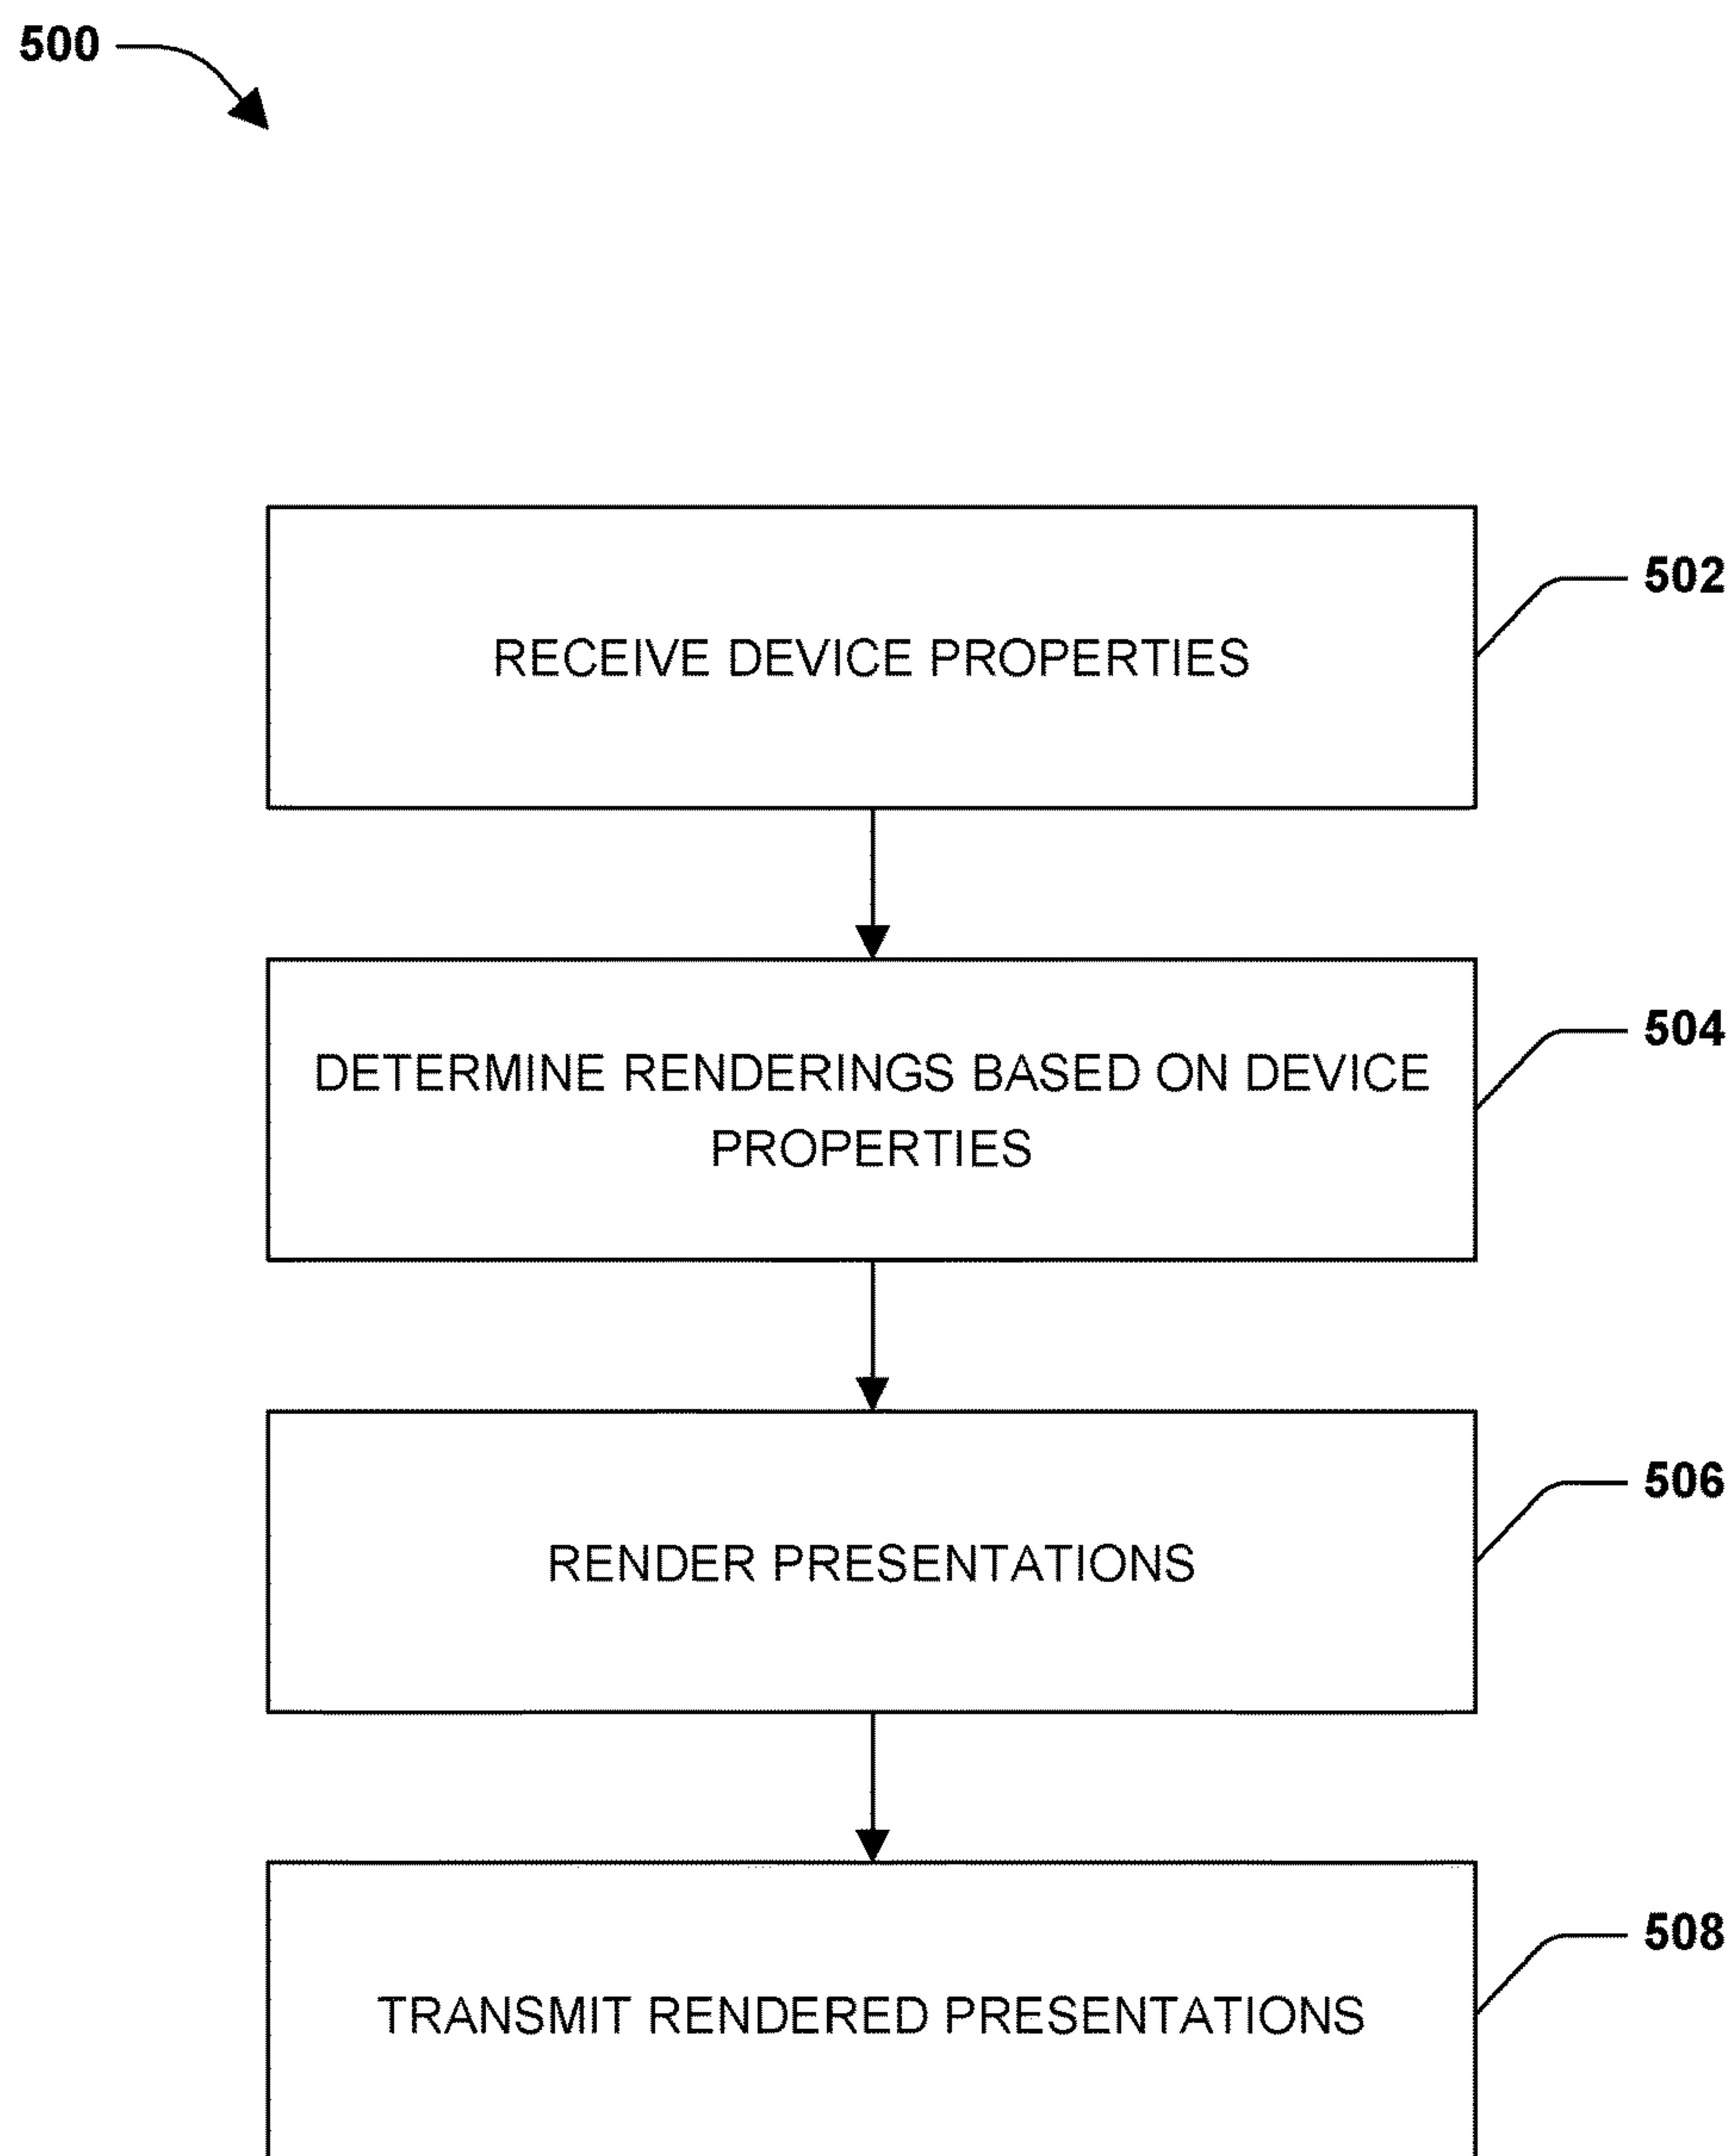 500
RECEIVE DEVICE PROPERTIES
502
DETERMINE RENDERINGS BASED ON DEVICE
PROPERTIES
504
RENDER PRESENTATIONS
506
TRANSMIT RENDERED PRESENTATIONS
508